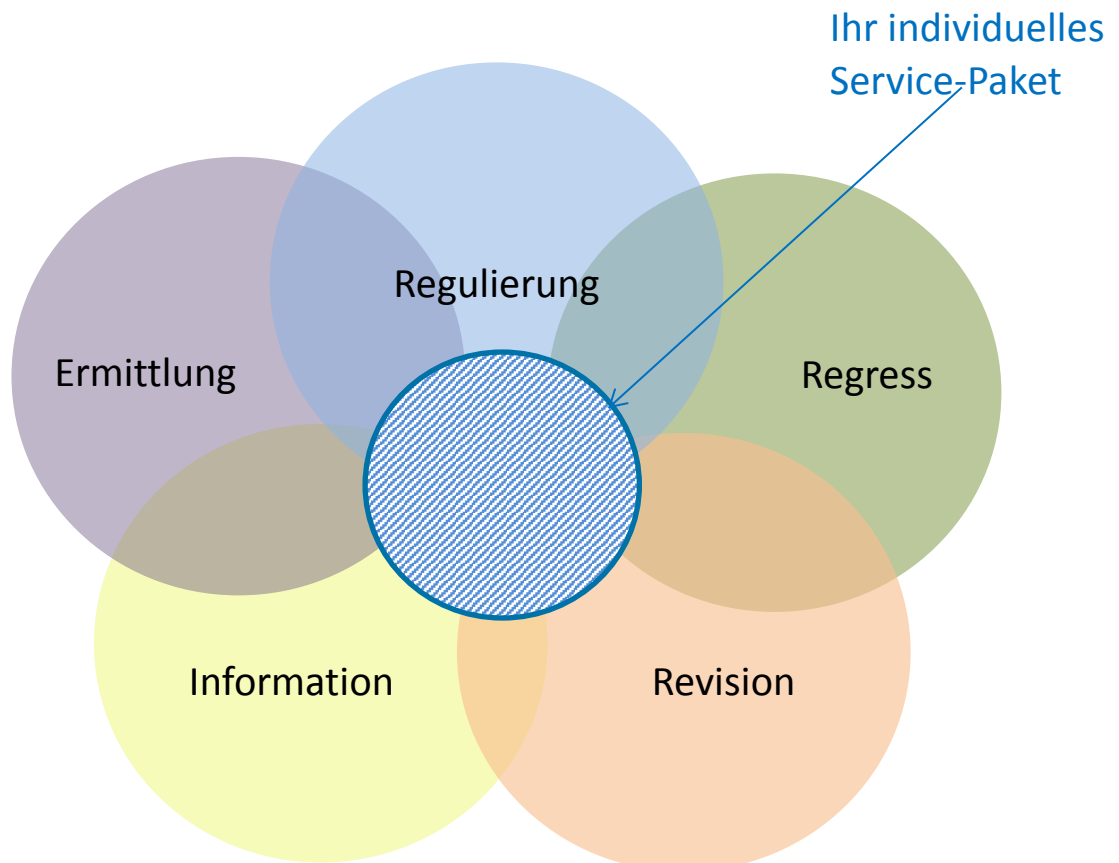 Ihr individuelles
Service-Paket
Regulierung
Ermittlung
Regress
Information
Revision